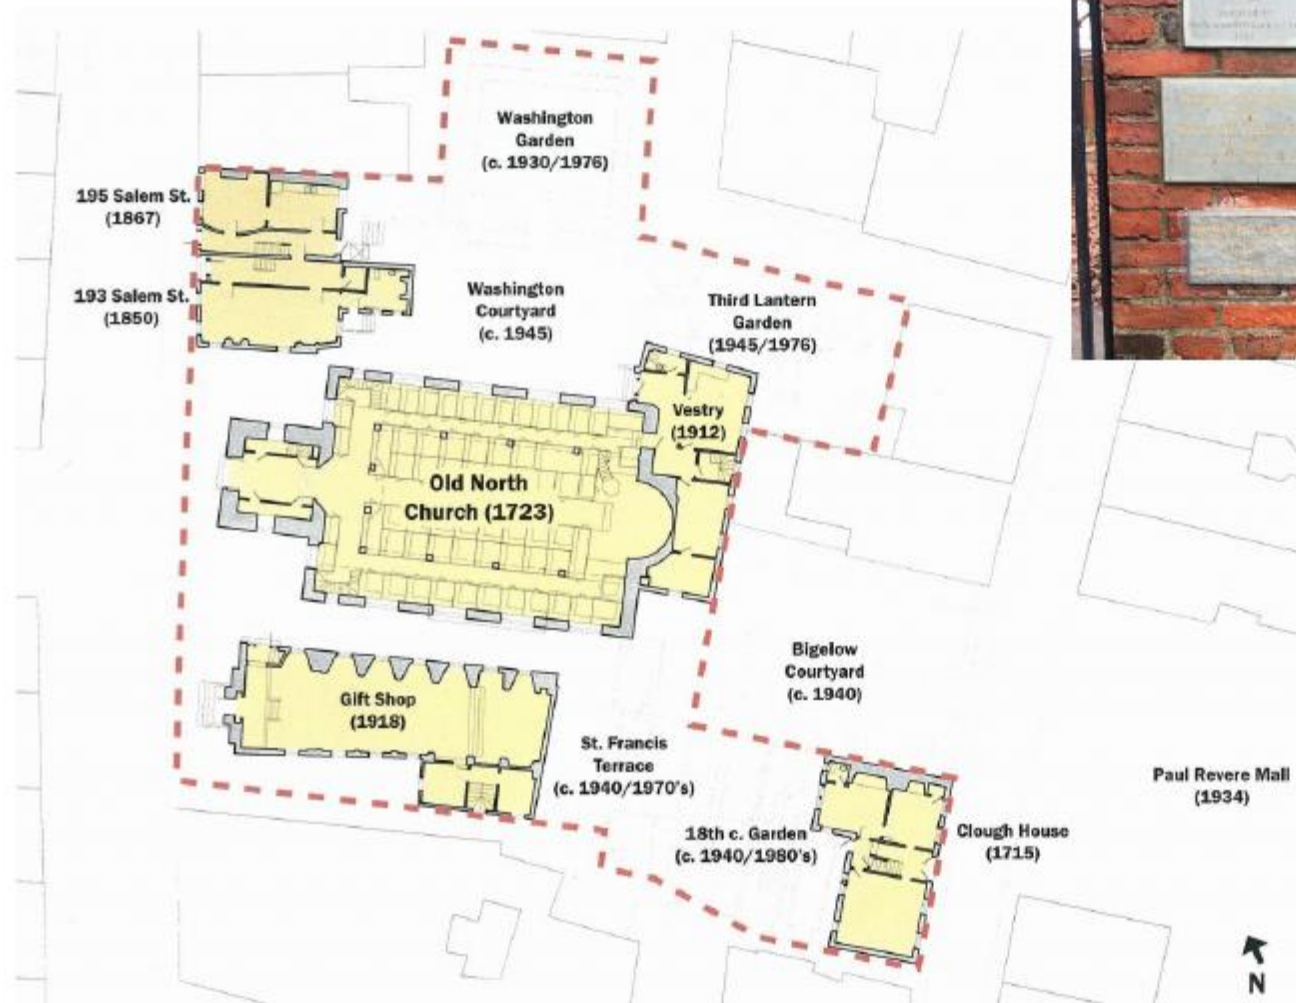 Washington
Garden
(c. 1930/1976)
195 Salem St.
(1867)
193 Salem St.
(1850)
Washington
Courtyard
(c. 1945)
Third Lantern
Garden
(1945/1976)
Vestry
(1912)
Old North
Church (1723)
Bigelow
Courtyard
(c. 1940)
Gift Shop
(1918)
St. Francis
Terrace
(c. 1940/1970's)
Paul Revere Mall
(1934)
18th c. Garden
(c. 1940/1980's)
Clough House
(1715)
N